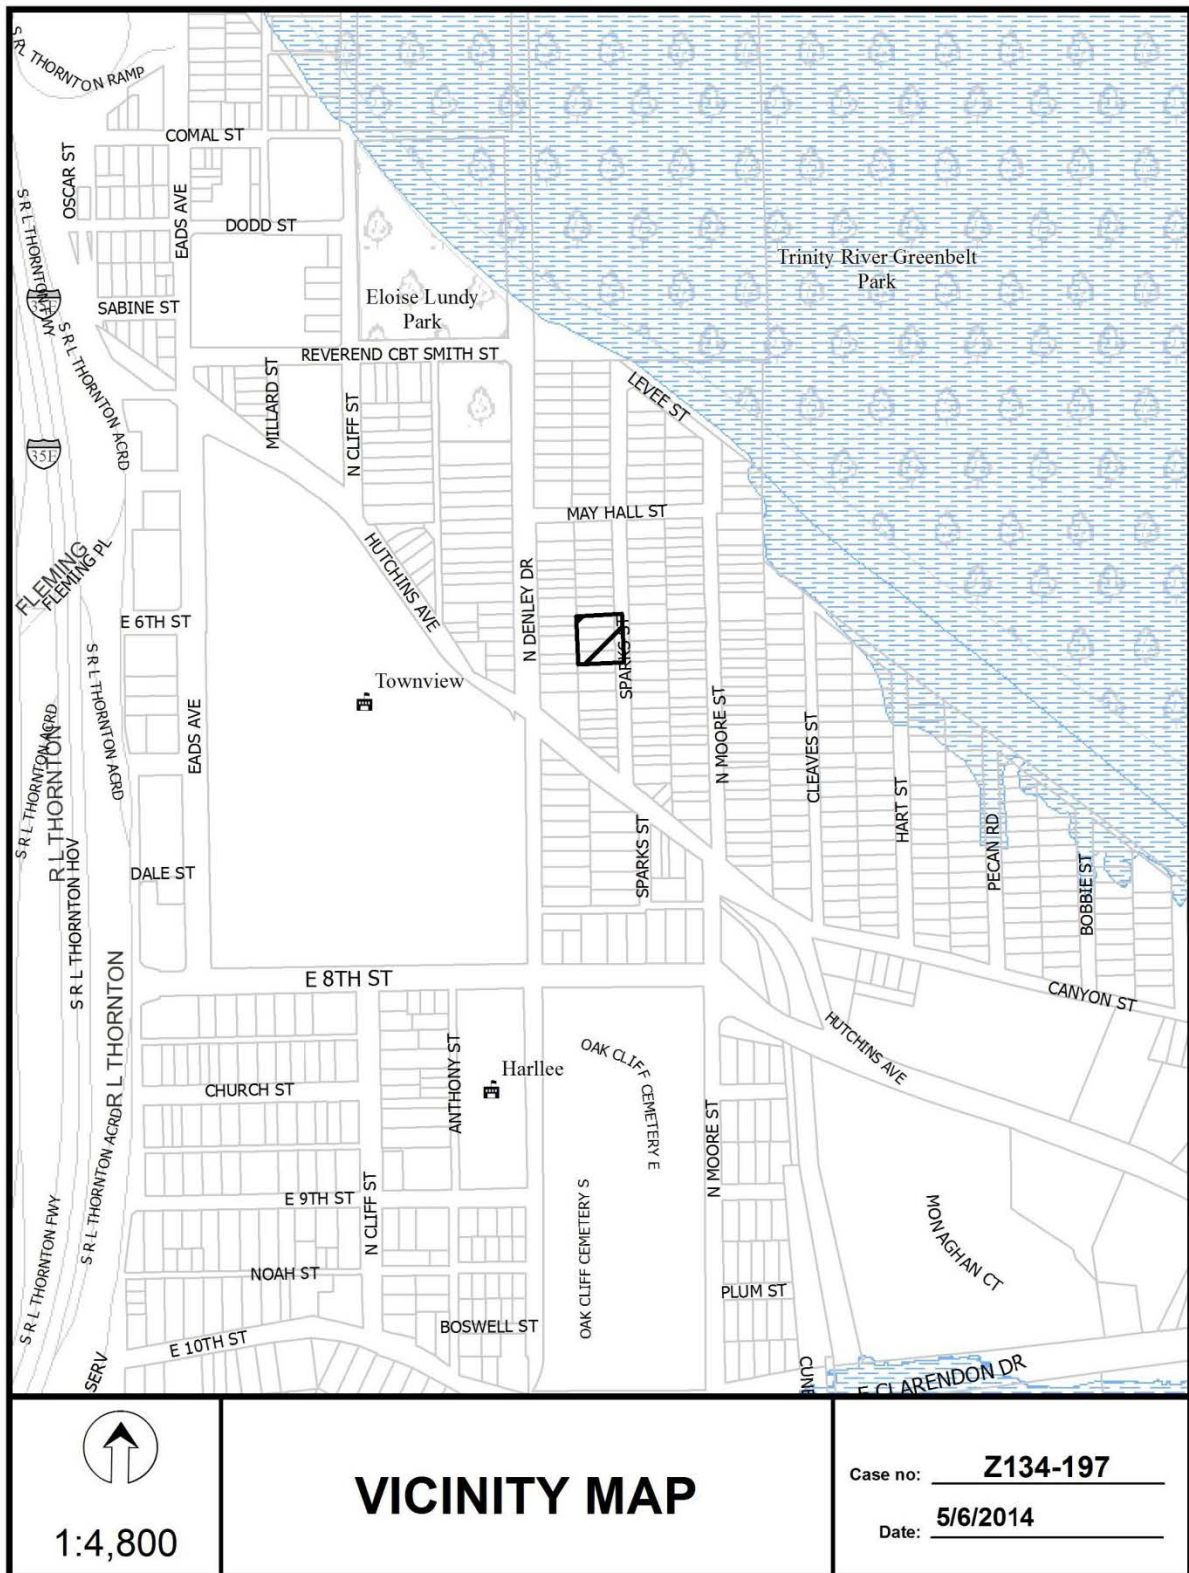 S R L THORNTON RAMP
COMAL ST
OSCAR ST
EADS AVE
DODD ST
S R L THORNTON FWY
35E
SABINE ST
Eloise Lundy
Park
Trinity River Greenbelt
Park
S R L THORNTON ACRD
REVEREND CBT SMITH ST
MILLARD ST
N CLIFF ST
LEVEE ST
35E
MAY HALL ST
HUTCHINS AVE
FLEMING
FLEMING PL
N DENLEY DR
E 6TH ST
SPARKS ST
Townview
S R L THORNTON ACRD
EADS AVE
N MOORE ST
CLEAVES ST
HART ST
S R L THORNTON ACRD
R L THORNTON
PECAN RD
SPARKS ST
BOBBIE ST
DALE ST
S R L THORNTON HOV
E 8TH ST
CANYON ST
R L THORNTON
HUTCHINS AVE
OAK CLIFF CEMETERY E
ANTHONY ST
Harllee
CHURCH ST
N MOORE ST
S R L THORNTON ACRD
E 9TH ST
N CLIFF ST
OAK CLIFF CEMETERY S
MONAGHAN CT
S R L THORNTON FWY
NOAH ST
PLUM ST
BOSWELL ST
E 10TH ST
SERV
E CLARENDON DR
1:4,800
VICINITY MAP
Case no: Z134-197
Date: 5/6/2014